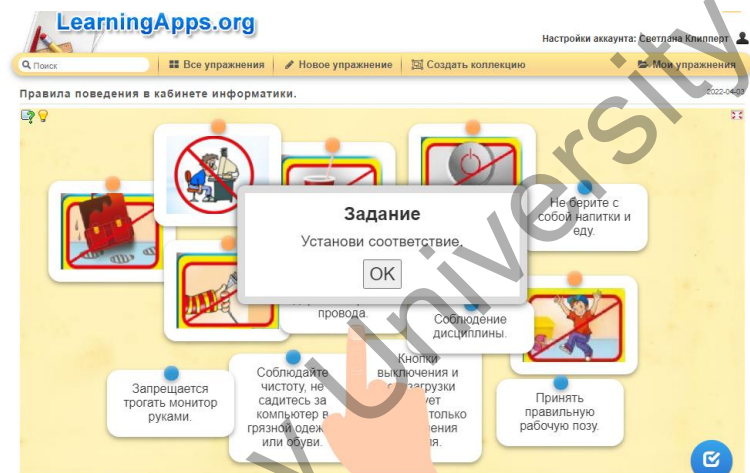 LearningApps.org
Настройки аккаунта: Светлана Клипперт
Поиск
Все упражнения
Новое упражнение
Создать коллекцию
Мои упражнения
Правила поведения в кабинете информатики.
2022-04-03
Задание
Установи соответствие.
OK
Не берите с
собой напитки и
еду.
провода.
Соблюдение
дисциплины.
Запрещается
трогать монитор
руками.
Соблюдайте
чистоту, не
садитесь за
компьютер в
грязной
или обуви.
Кнопки
выключения и
только
Принять
правильную
рабочую позу.
University